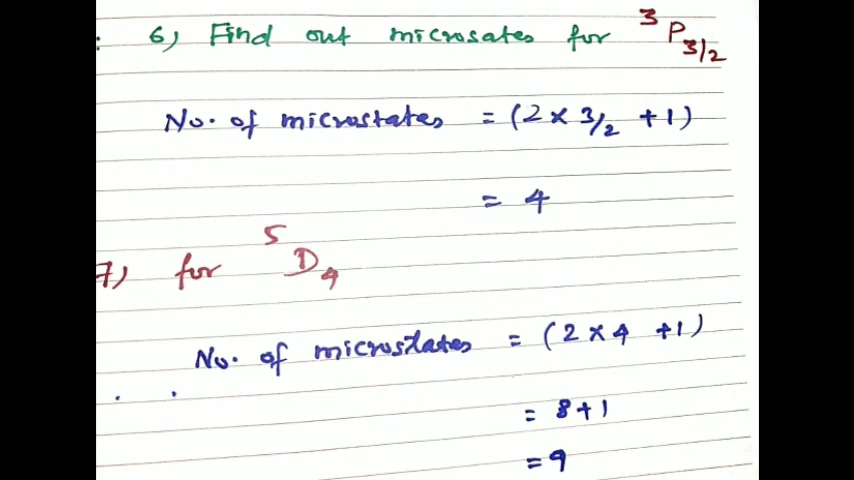 : 6) Find out microsates for ³P₃/₂
No. of microstates = (2 × 3/2 + 1)
= 4
7) for ⁵D₄
No. of microstates = (2 × 4 + 1)
= 8 + 1
= 9